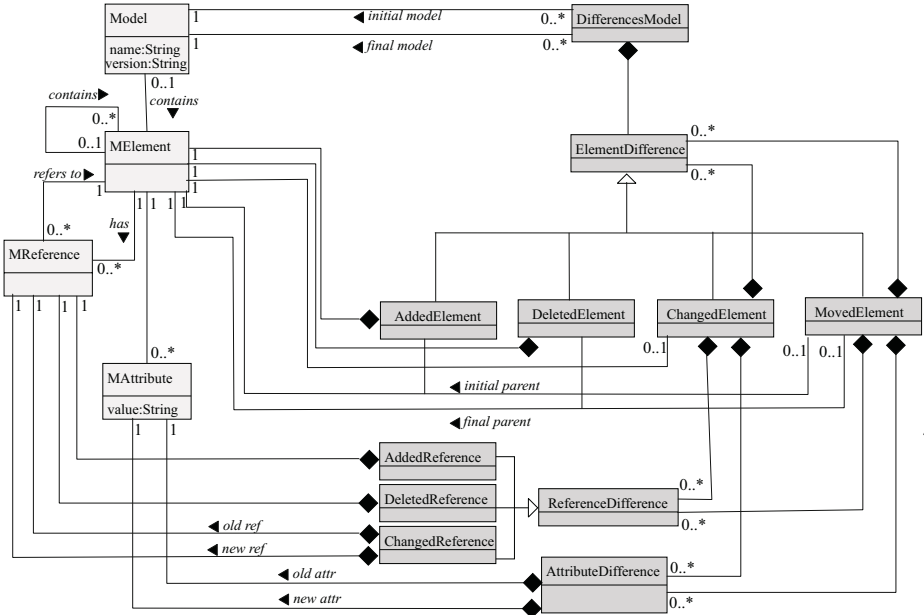 Model
1
initial model
0..*
DifferencesModel
1
final model
0..*
name:String
version:String
0..1
contains
contains
0..*
0..1
MElement
1
1
1
0..*
ElementDifference
0..*
refers to
1
1
1
1
1
has
0..*
MReference
0..*
1
1
1
1
AddedElement
DeletedElement
ChangedElement
MovedElement
0..1
0..1
0..1
0..*
MAttribute
initial parent
value:String
final parent
1
1
AddedReference
DeletedReference
ReferenceDifference
0..*
0..*
old ref
ChangedReference
new ref
old attr
AttributeDifference
0..*
new attr
0..*